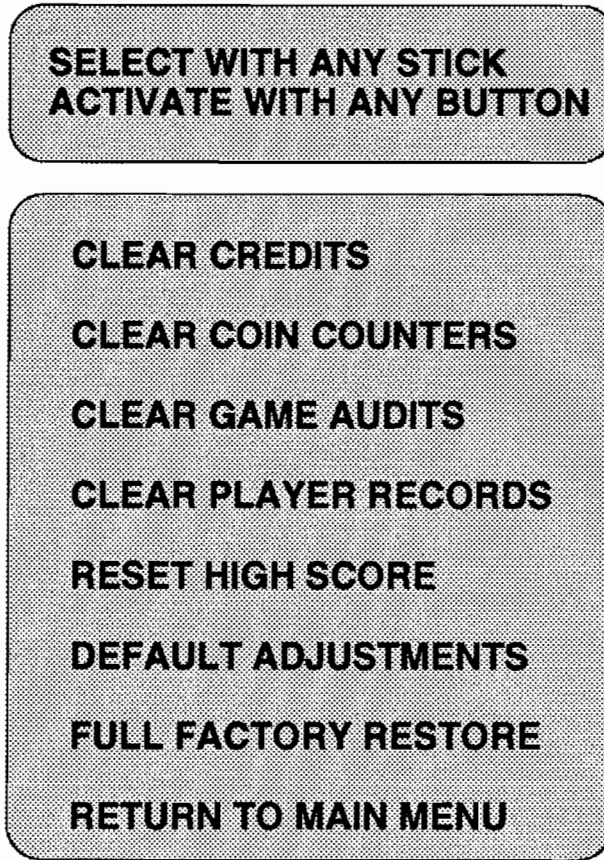 SELECT WITH ANY STICK
ACTIVATE WITH ANY BUTTON
CLEAR CREDITS
CLEAR COIN COUNTERS
CLEAR GAME AUDITS
CLEAR PLAYER RECORDS
RESET HIGH SCORE
DEFAULT ADJUSTMENTS
FULL FACTORY RESTORE
RETURN TO MAIN MENU